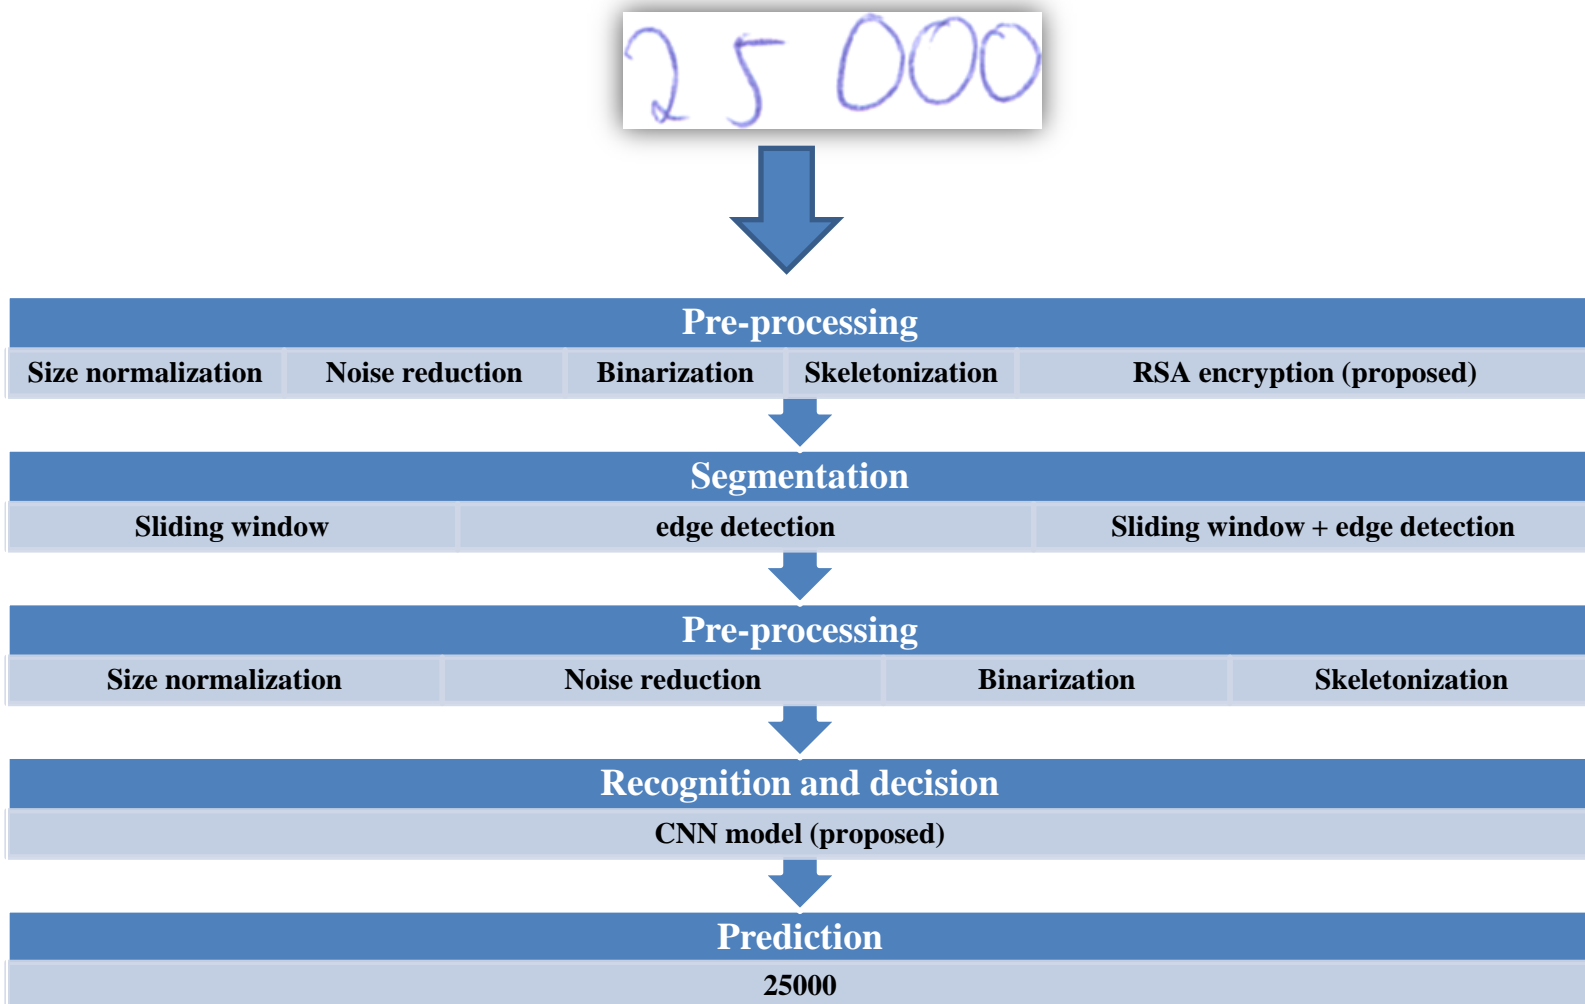 25 000
Pre-processing
Size normalization Noise reduction Binarization Skeletonization RSA encryption (proposed)
Segmentation
Sliding window edge detection Sliding window + edge detection
Pre-processing
Size normalization Noise reduction Binarization Skeletonization
Recognition and decision
CNN model (proposed)
Prediction
25000